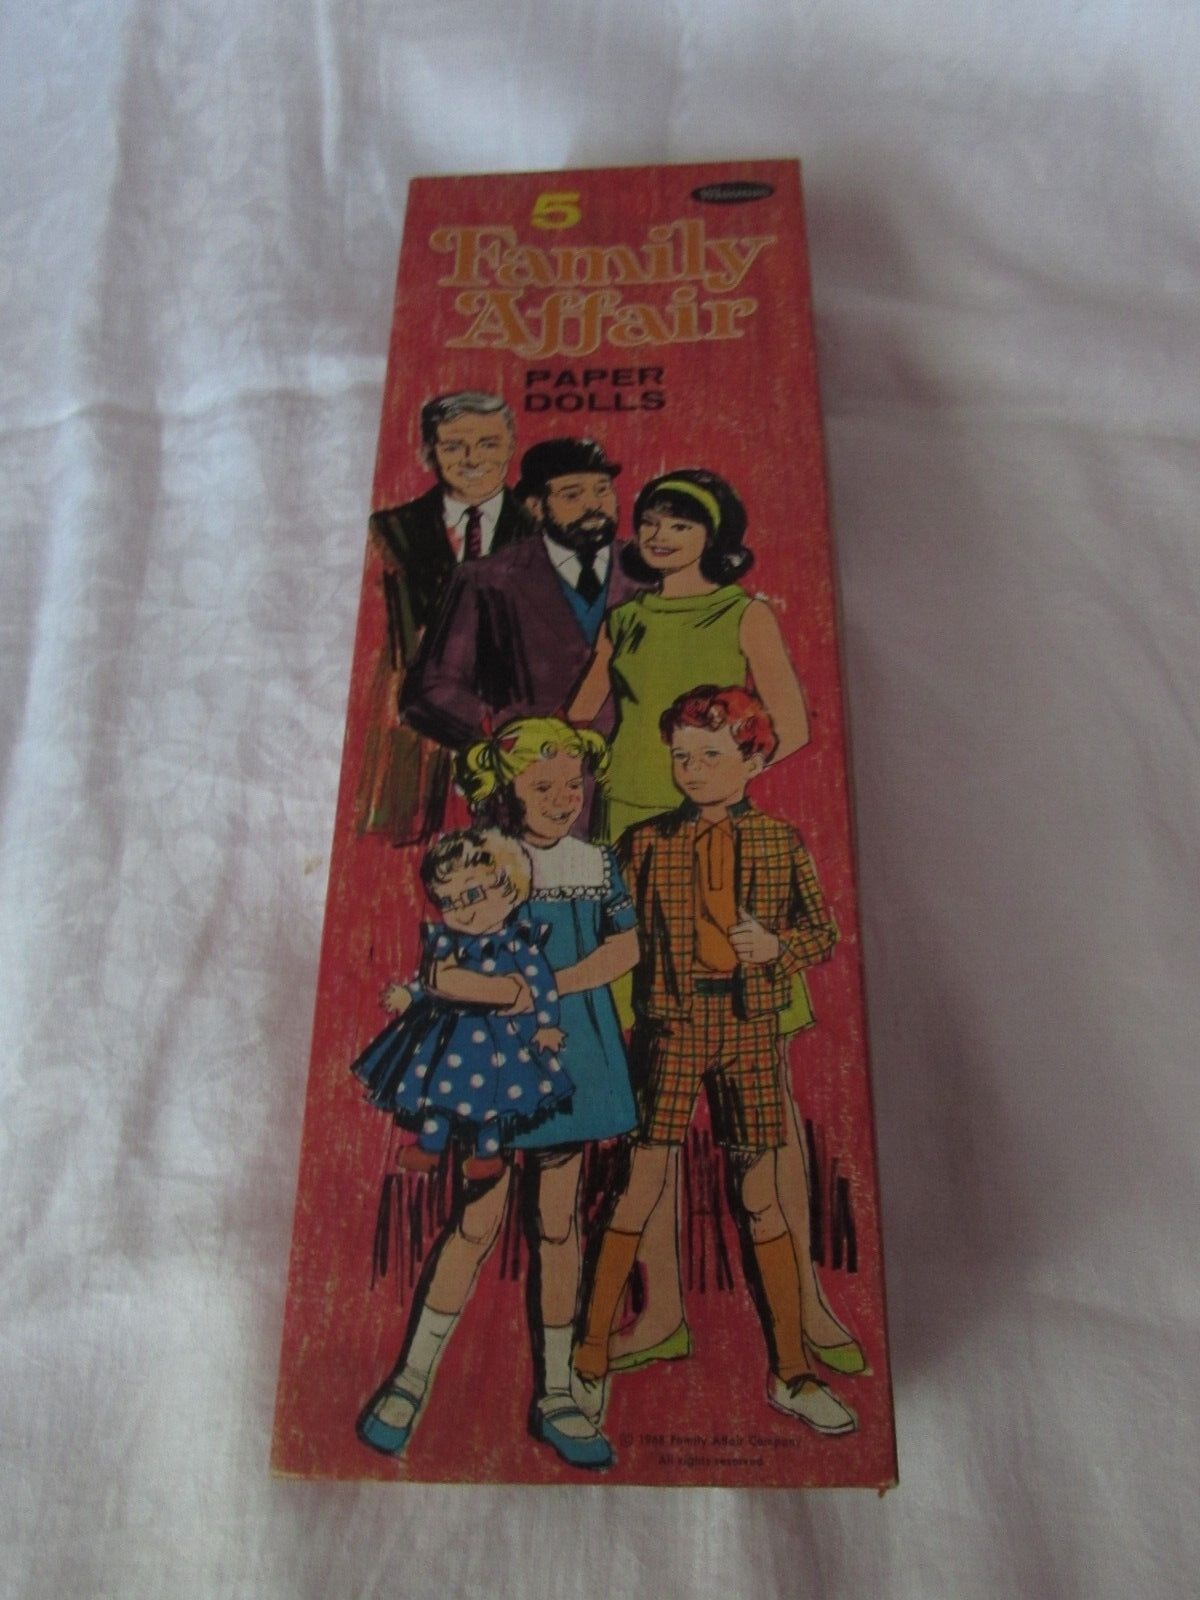 5
Whitman
Family
Affair
PAPER
DOLLS
© 1968 Family Affair Company
All rights reserved